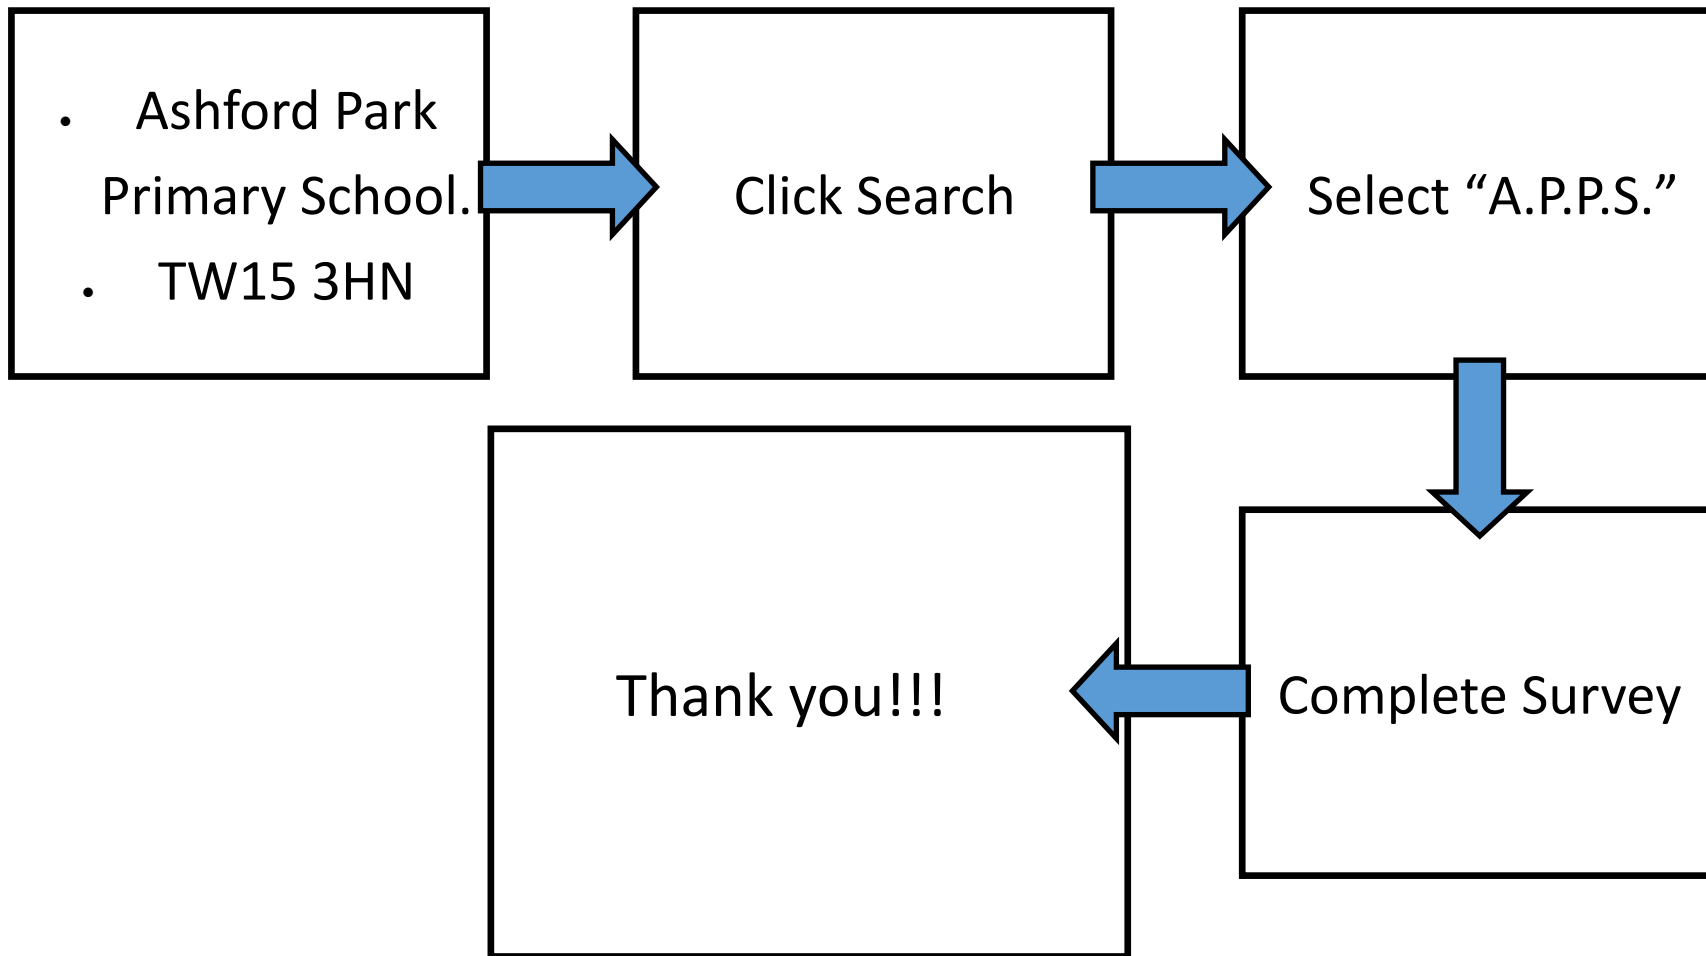 • Ashford Park
Primary School.
• TW15 3HN
Click Search
Select “A.P.P.S.”
Complete Survey
Thank you!!!